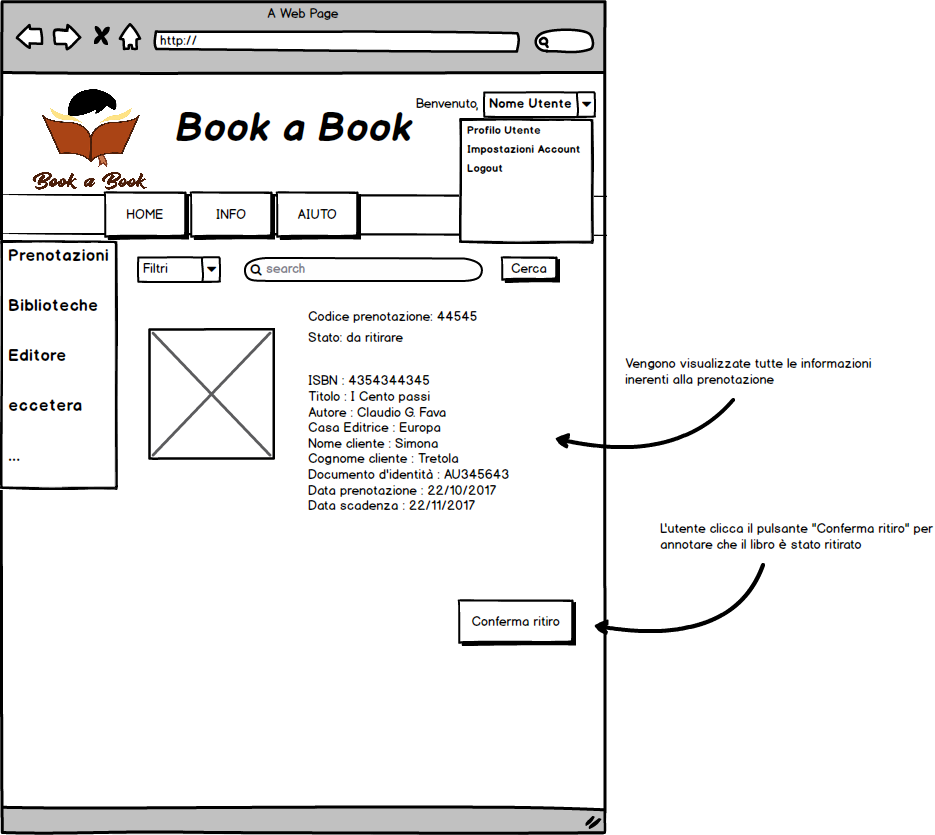 A Web Page
http://
Benvenuto, Nome Utente
Book a Book
Profilo Utente
Impostazioni Account
Logout
Book a Book
HOME INFO AIUTO
Prenotazioni
Biblioteche
Editore
eccetera
...
Filtri search Cerca
Codice prenotazione: 44545
Stato: da ritirare
ISBN : 4354344345
Titolo : I Cento passi
Autore : Claudio G. Fava
Casa Editrice : Europa
Nome cliente : Simona
Cognome cliente : Tretola
Documento d'identità : AU345643
Data prenotazione : 22/10/2017
Data scadenza : 22/11/2017
Vengono visualizzate tutte le informazioni
inerenti alla prenotazione
L'utente clicca il pulsante "Conferma ritiro" per
annotare che il libro è stato ritirato
Conferma ritiro